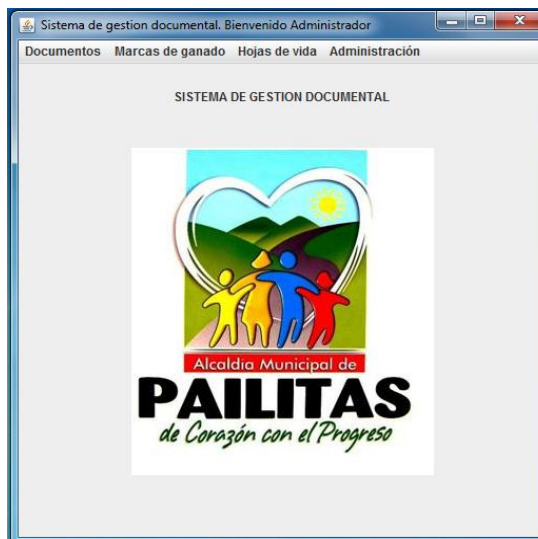 Sistema de gestion documental. Bienvenido Administrador
Documentos Marcas de ganado Hojas de vida Administración
SISTEMA DE GESTION DOCUMENTAL
Alcaldía Municipal de
PAILITAS
de Corazón con el Progreso